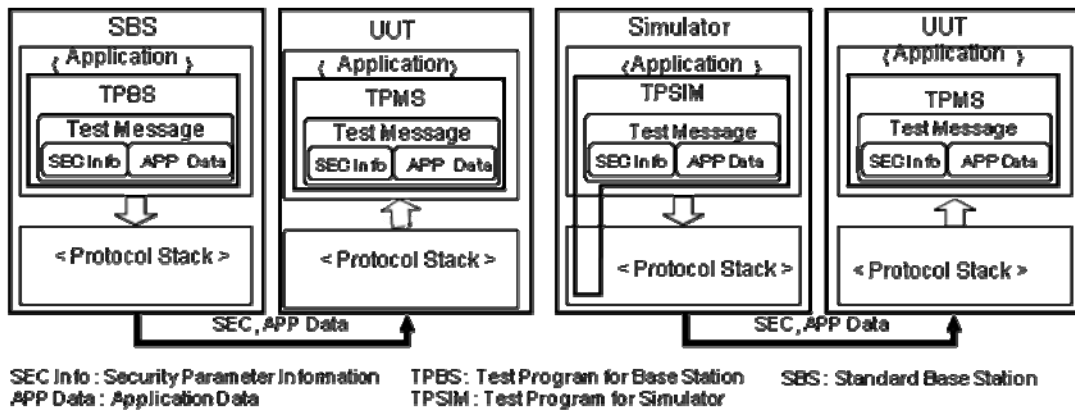 SBS
{ Application }
TPBS
Test Message
SEC Info APP Data
< Protocol Stack >
UUT
{ Application }
TPMS
Test Message
SEC Info APP Data
< Protocol Stack >
SEC, APP Data
Simulator
{ Application }
TPSIM
Test Message
SEC Info APP Data
< Protocol Stack >
UUT
{ Application }
TPMS
Test Message
SEC Info APP Data
< Protocol Stack >
SEC, APP Data
SEC Info : Security Parameter Information
APP Data : Application Data
TPBS : Test Program for Base Station
TPSIM : Test Program for Simulator
SBS : Standard Base Station